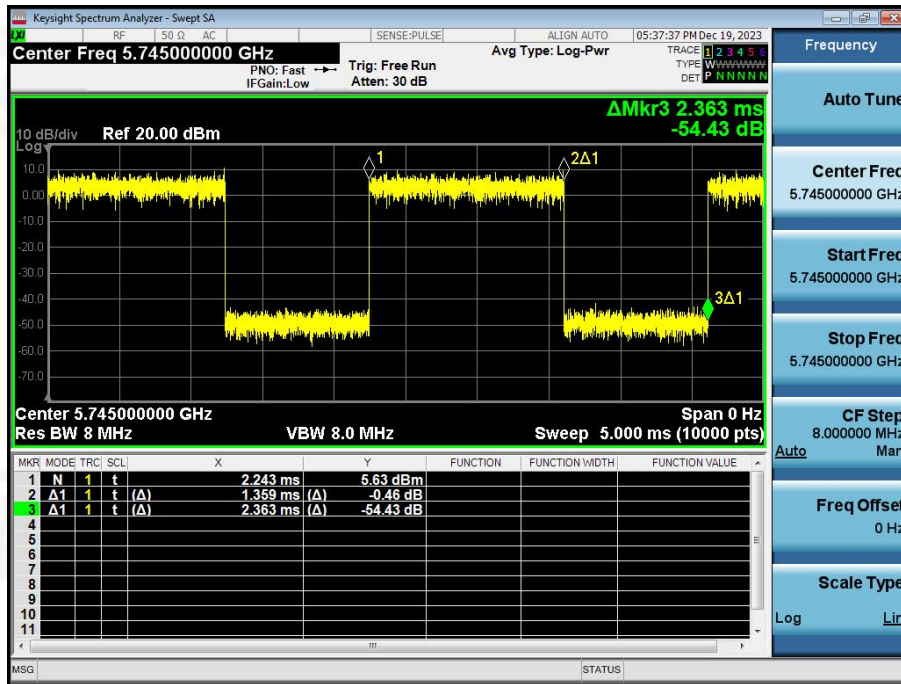 Keysight Spectrum Analyzer - Swept SA
LXI RF 50 Ω AC SENSE:PULSE ALIGN AUTO 05:37:37 PM Dec 19, 2023
Center Freq 5.745000000 GHz Avg Type: Log-Pwr TRACE 1 2 3 4 5 6
PNO: Fast Trig: Free Run TYPE W
IFGain:Low Atten: 30 dB DET P N N N N N
ΔMkr3 2.363 ms
-54.43 dB
10 dB/div Ref 20.00 dBm
Log
10.0
0.00
-10.0
-20.0
-30.0
-40.0
-50.0
-60.0
-70.0
1
2Δ1
3Δ1
Center 5.745000000 GHz Span 0 Hz
Res BW 8 MHz VBW 8.0 MHz Sweep 5.000 ms (10000 pts)
MKR MODE TRC SCL X Y FUNCTION FUNCTION WIDTH FUNCTION VALUE
1 N 1 t 2.243 ms 5.63 dBm
2 Δ1 1 t (Δ) 1.359 ms (Δ) -0.46 dB
3 Δ1 1 t (Δ) 2.363 ms (Δ) -54.43 dB
4
5
6
7
8
9
10
11
MSG STATUS
Frequency
Auto Tune
Center Freq
5.745000000 GHz
Start Freq
5.745000000 GHz
Stop Freq
5.745000000 GHz
CF Step
8.000000 MHz
Auto Man
Freq Offset
0 Hz
Scale Type
Log Lin